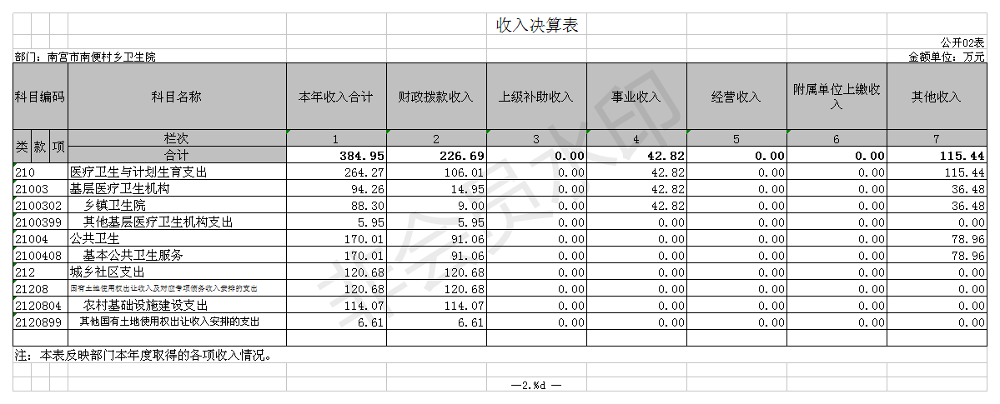 收入决算表
公开02表
部门：南宫市南便村乡卫生院 金额单位：万元
科目编码 科目名称 本年收入合计 财政拨款收入 上级补助收入 事业收入 经营收入 附属单位上缴收入 其他收入
类 款 项 栏次 1 2 3 4 5 6 7
合计 384.95 226.69 0.00 42.82 0.00 0.00 115.44
210 医疗卫生与计划生育支出 264.27 106.01 0.00 42.82 0.00 0.00 115.44
21003 基层医疗卫生机构 94.26 14.95 0.00 42.82 0.00 0.00 36.48
2100302 乡镇卫生院 88.30 9.00 0.00 42.82 0.00 0.00 36.48
2100399 其他基层医疗卫生机构支出 5.95 5.95 0.00 0.00 0.00 0.00 0.00
21004 公共卫生 170.01 91.06 0.00 0.00 0.00 0.00 78.96
2100408 基本公共卫生服务 170.01 91.06 0.00 0.00 0.00 0.00 78.96
212 城乡社区支出 120.68 120.68 0.00 0.00 0.00 0.00 0.00
21208 国有土地使用权出让收入及对应专项债务收入安排的支出 120.68 120.68 0.00 0.00 0.00 0.00 0.00
2120804 农村基础设施建设支出 114.07 114.07 0.00 0.00 0.00 0.00 0.00
2120899 其他国有土地使用权出让收入安排的支出 6.61 6.61 0.00 0.00 0.00 0.00 0.00
注：本表反映部门本年度取得的各项收入情况。
—2.%d —
非会员水印